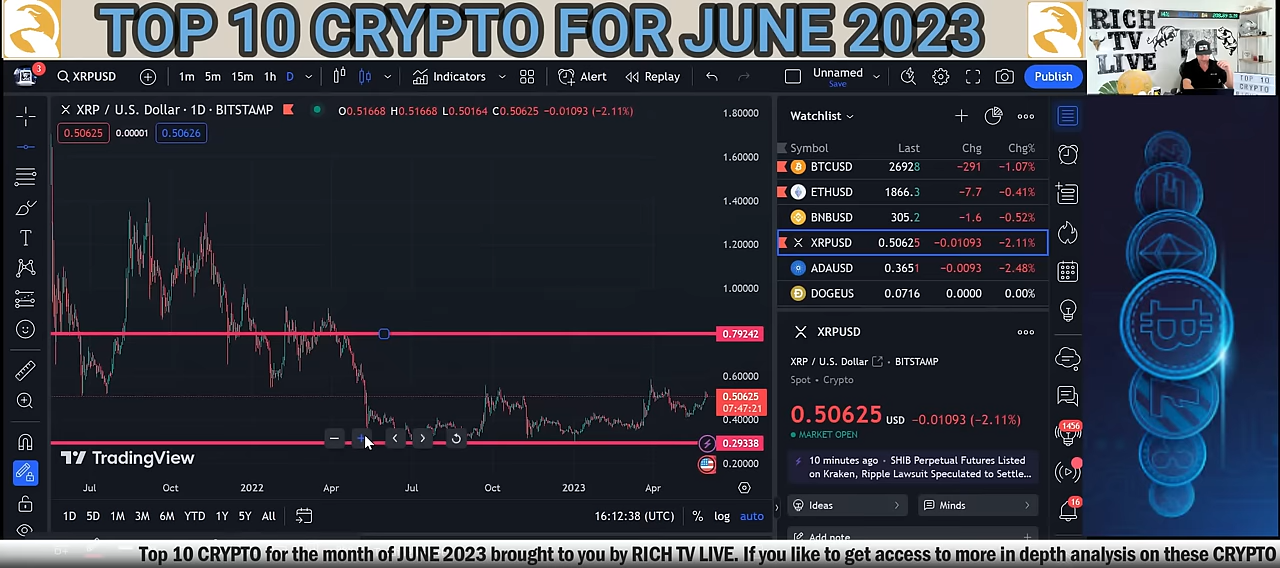 TOP 10 CRYPTO FOR JUNE 2023
RICH
TV
LIVE
TOP 10
CRYPTO
3
XRPUSD
1m 5m 15m 1h D
Indicators
Alert
Replay
Unnamed
Save
Publish
XRP / U.S. Dollar · 1D · BITSTAMP
O0.51668 H0.51668 L0.50164 C0.50625 −0.01093 (−2.11%)
0.50625 0.00001 0.50626
1.80000
1.60000
1.40000
1.20000
1.00000
0.79242
0.60000
0.50625
07:47:21
0.40000
0.29338
0.20000
TradingView
Jul Oct 2022 Apr Jul Oct 2023 Apr
1D 5D 1M 3M 6M YTD 1Y 5Y All
16:12:38 (UTC) % log auto
Watchlist
Symbol Last Chg Chg%
BTCUSD 26928 −291 −1.07%
ETHUSD 1866.3 −7.7 −0.41%
BNBUSD 305.2 −1.6 −0.52%
XRPUSD 0.50625 −0.01093 −2.11%
ADAUSD 0.3651 −0.0093 −2.48%
DOGEUS 0.0716 0.0000 0.00%
XRPUSD
XRP / U.S. Dollar BITSTAMP
Spot • Crypto
0.50625 USD −0.01093 (−2.11%)
MARKET OPEN
10 minutes ago · SHIB Perpetual Futures Listed
on Kraken, Ripple Lawsuit Speculated to Settle...
Ideas
Minds
Add note
1456
16
Top 10 CRYPTO for the month of JUNE 2023 brought to you by RICH TV LIVE. If you like to get access to more in depth analysis on these CRYPTO